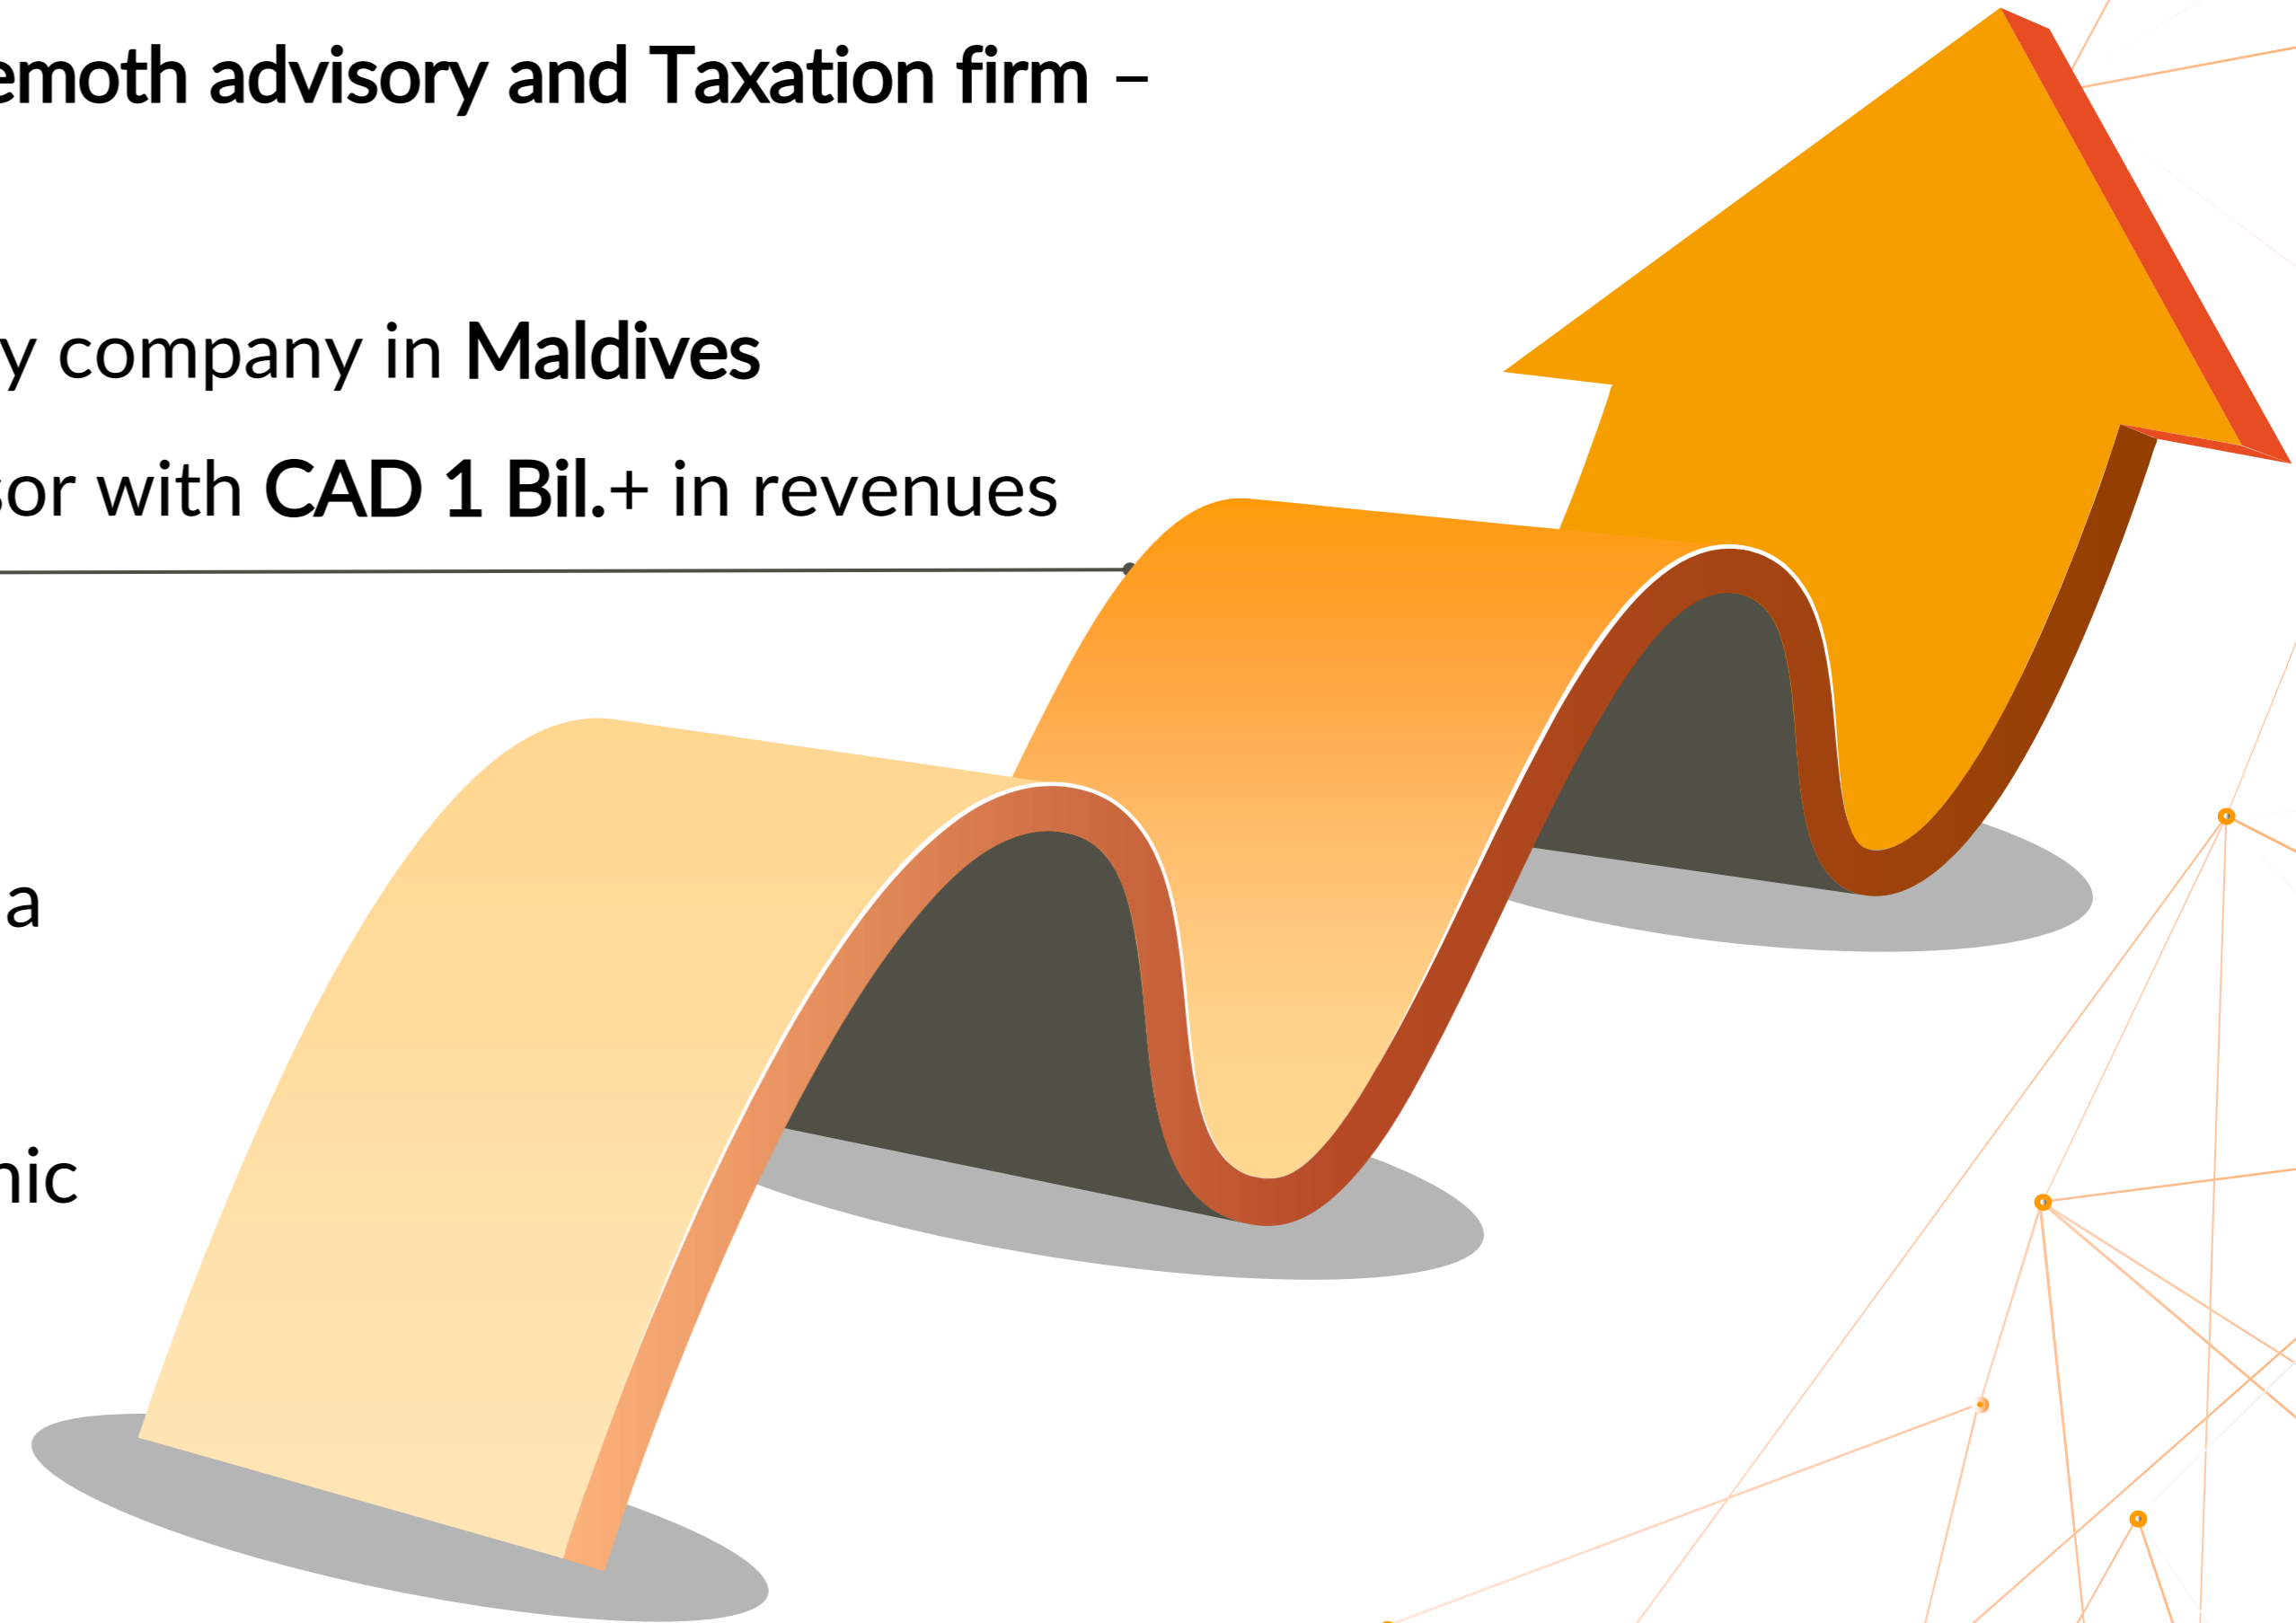 emoth advisory and Taxation firm –
y company in Maldives
sor with CAD 1 Bil.+ in revenues
a
nic